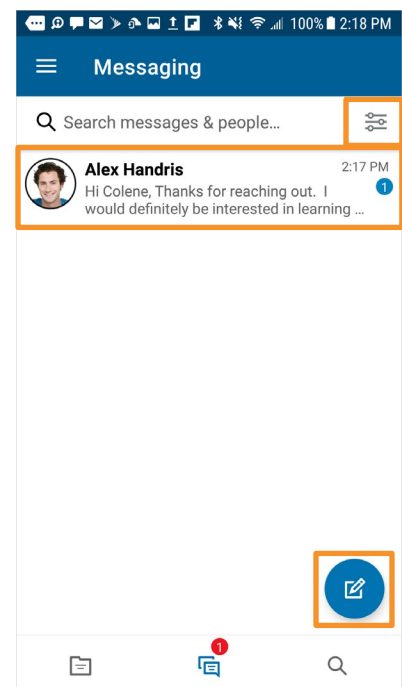 100% 2:18 PM
Messaging
Search messages & people...
Alex Handris 2:17 PM
Hi Colene, Thanks for reaching out. I 1
would definitely be interested in learning ...
1